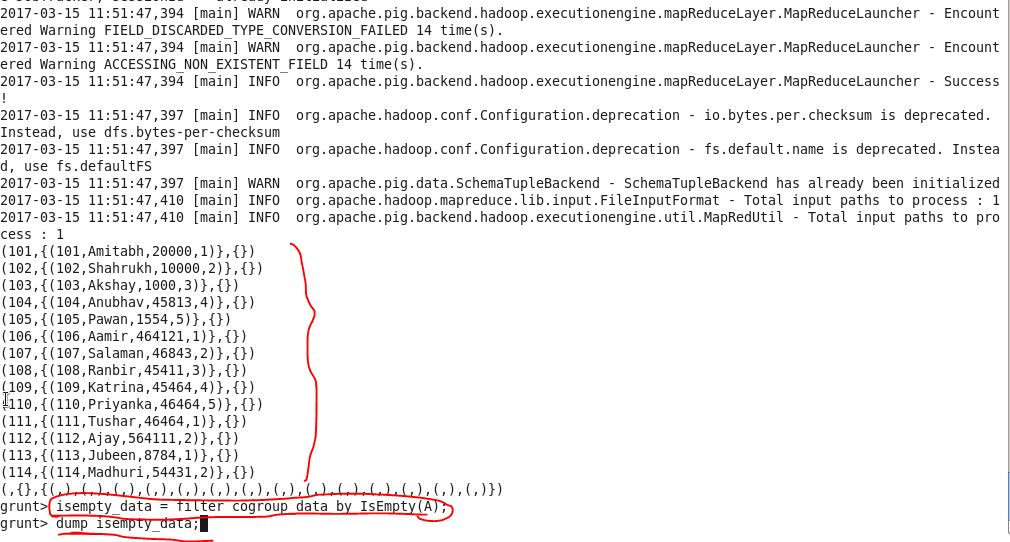 2017-03-15 11:51:47,394 [main] WARN  org.apache.pig.backend.hadoop.executionengine.mapReduceLayer.MapReduceLauncher - Encount
ered Warning FIELD_DISCARDED_TYPE_CONVERSION_FAILED 14 time(s).
2017-03-15 11:51:47,394 [main] WARN  org.apache.pig.backend.hadoop.executionengine.mapReduceLayer.MapReduceLauncher - Encount
ered Warning ACCESSING_NON_EXISTENT_FIELD 14 time(s).
2017-03-15 11:51:47,394 [main] INFO  org.apache.pig.backend.hadoop.executionengine.mapReduceLayer.MapReduceLauncher - Success
!
2017-03-15 11:51:47,397 [main] INFO  org.apache.hadoop.conf.Configuration.deprecation - io.bytes.per.checksum is deprecated.
Instead, use dfs.bytes-per-checksum
2017-03-15 11:51:47,397 [main] INFO  org.apache.hadoop.conf.Configuration.deprecation - fs.default.name is deprecated. Instea
d, use fs.defaultFS
2017-03-15 11:51:47,397 [main] WARN  org.apache.pig.data.SchemaTupleBackend - SchemaTupleBackend has already been initialized
2017-03-15 11:51:47,410 [main] INFO  org.apache.hadoop.mapreduce.lib.input.FileInputFormat - Total input paths to process : 1
2017-03-15 11:51:47,410 [main] INFO  org.apache.pig.backend.hadoop.executionengine.util.MapRedUtil - Total input paths to pro
cess : 1
(101,{(101,Amitabh,20000,1)},{})
(102,{(102,Shahrukh,10000,2)},{})
(103,{(103,Akshay,1000,3)},{})
(104,{(104,Anubhav,45813,4)},{})
(105,{(105,Pawan,1554,5)},{})
(106,{(106,Aamir,464121,1)},{})
(107,{(107,Salaman,46843,2)},{})
(108,{(108,Ranbir,45411,3)},{})
(109,{(109,Katrina,45464,4)},{})
(110,{(110,Priyanka,46464,5)},{})
(111,{(111,Tushar,46464,1)},{})
(112,{(112,Ajay,564111,2)},{})
(113,{(113,Jubeen,8784,1)},{})
(114,{(114,Madhuri,54431,2)},{})
(,{},{(,),(,),(,),(,),(,),(,),(,),(,),(,),(,),(,),(,),(,),(,)})
grunt> isempty_data = filter cogroup_data by IsEmpty(A);
grunt> dump isempty_data;